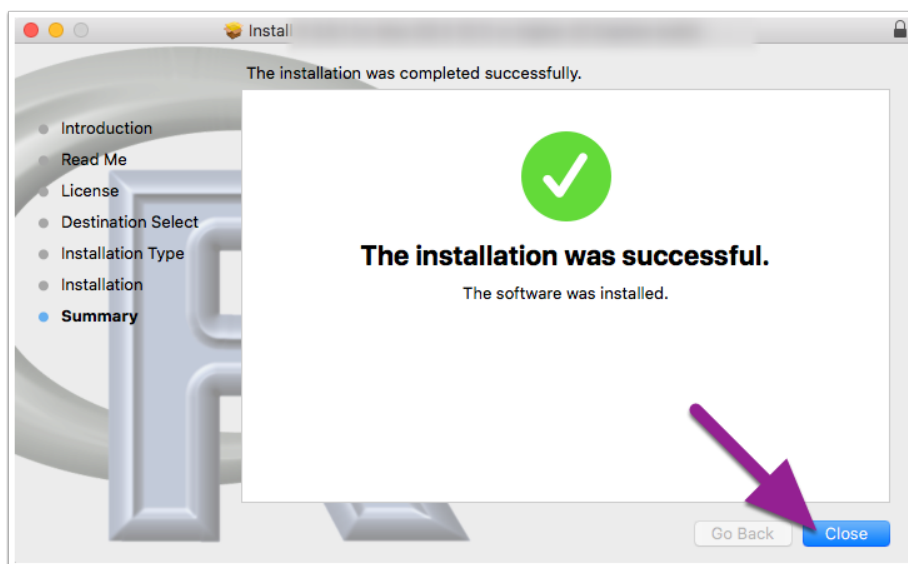 Install
The installation was completed successfully.
Introduction
Read Me
License
Destination Select
Installation Type
Installation
Summary
The installation was successful.
The software was installed.
Go Back
Close